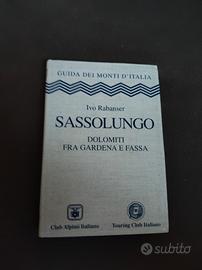 GUIDA DEI MONTI D'ITALIA
Ivo Rabanser
SASSOLUNGO
DOLOMITI
FRA GARDENA E FASSA
Club Alpino Italiano
Touring Club Italiano
subito